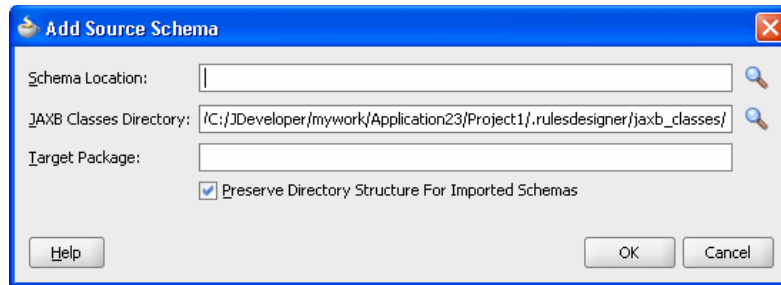 Add Source Schema
Schema Location:
JAXB Classes Directory: /C:/JDeveloper/mywork/Application23/Project1/.rulesdesigner/jaxb_classes/
Target Package:
Preserve Directory Structure For Imported Schemas
Help OK Cancel